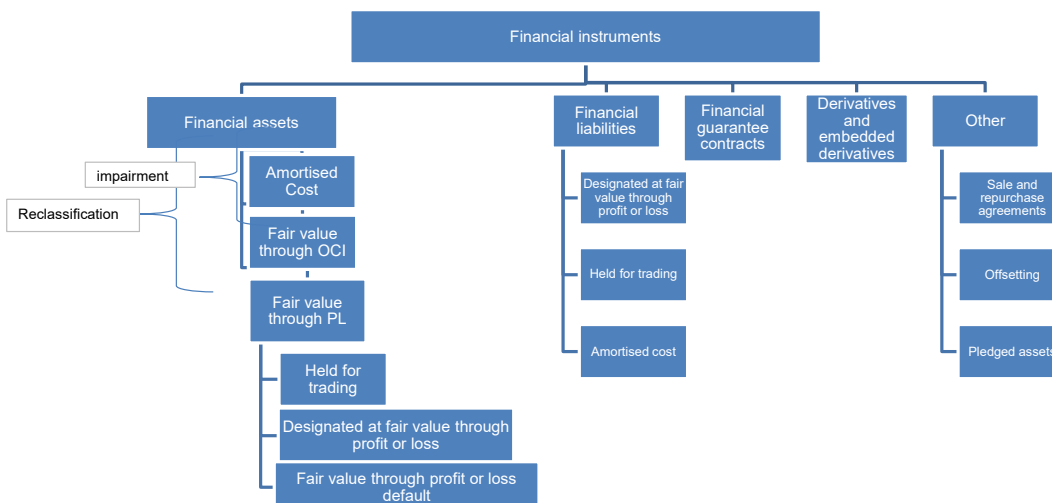 Financial instruments
Financial assets
Financial
liabilities
Financial
guarantee
contracts
Derivatives
and
embedded
derivatives
Other
impairment
Reclassification
Amortised
Cost
Fair value
through OCI
Fair value
through PL
Held for
trading
Designated at fair value through
profit or loss
Fair value through profit or loss
default
Designated at fair
value through
profit or loss
Held for trading
Amortised cost
Sale and
repurchase
agreements
Offsetting
Pledged assets